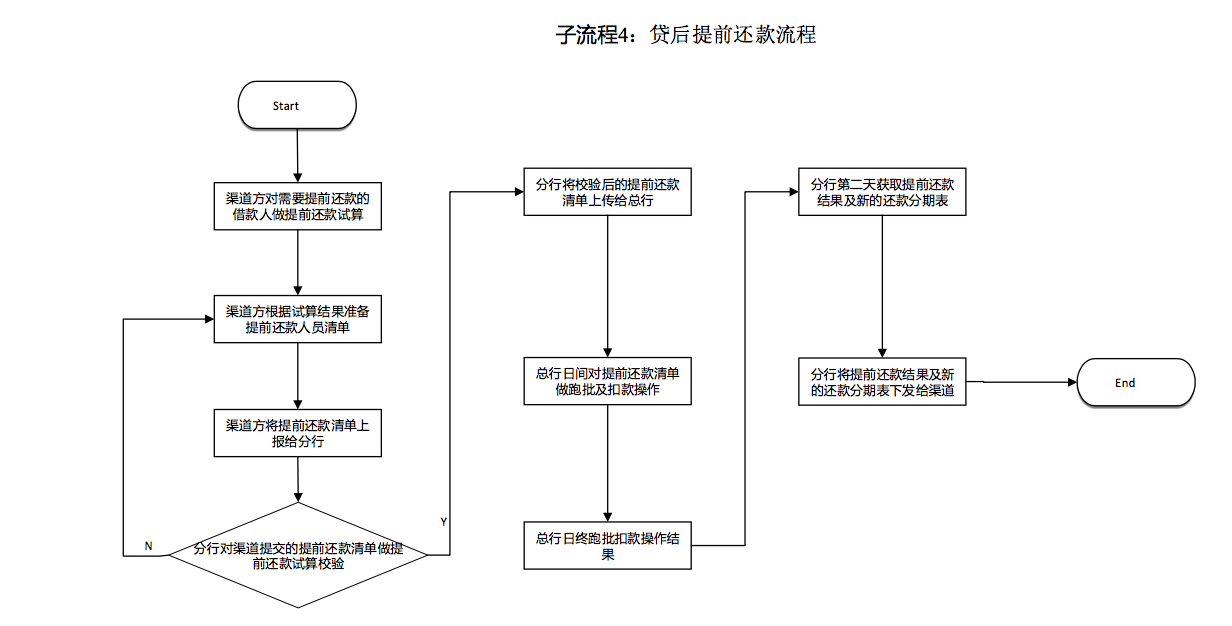 子流程4：贷后提前还款流程
Start
渠道方对需要提前还款的
借款人做提前还款试算
渠道方根据试算结果准备
提前还款人员清单
渠道方将提前还款清单上
报给分行
分行对渠道提交的提前还款清单做提
前还款试算校验
N
Y
分行将校验后的提前还款
清单上传给总行
总行日间对提前还款清单
做跑批及扣款操作
总行日终跑批扣款操作结
果
分行第二天获取提前还款
结果及新的还款分期表
分行将提前还款结果及新
的还款分期表下发给渠道
End